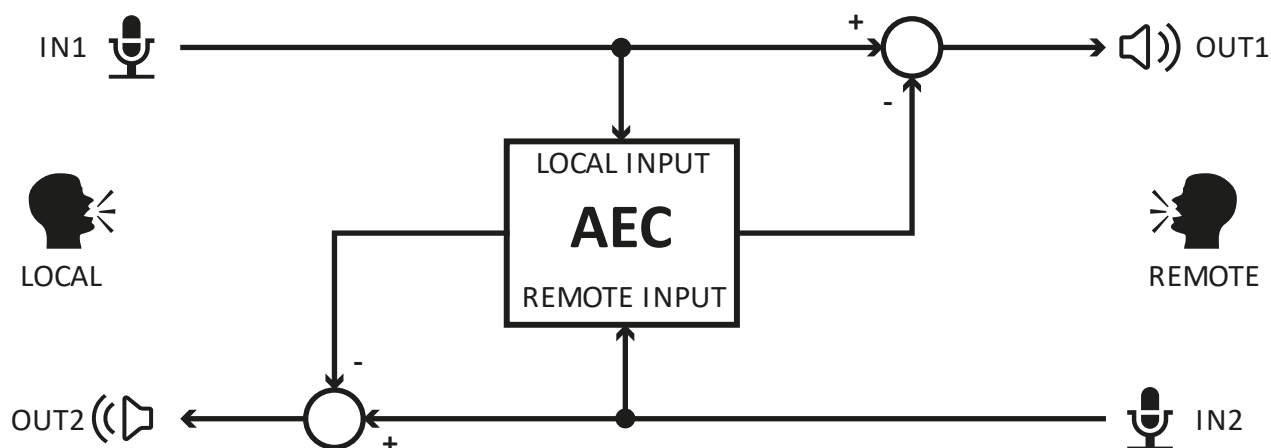 +
IN1
OUT1
-
LOCAL INPUT
AEC
LOCAL
REMOTE
REMOTE INPUT
-
OUT2
IN2
+